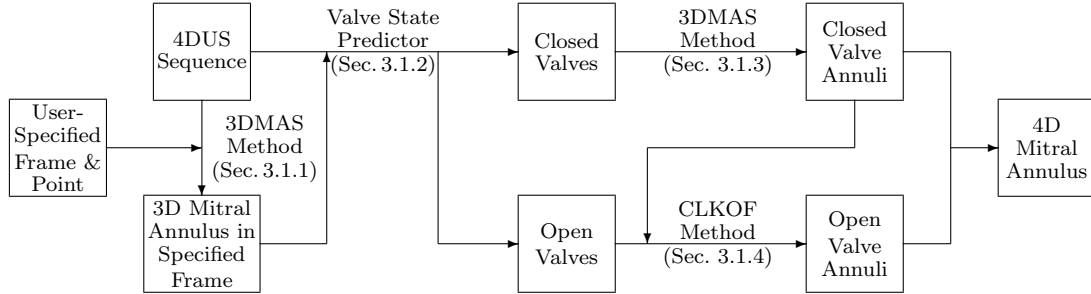 4DUS
Sequence
Valve State
Predictor
(Sec. 3.1.2)
Closed
Valves
3DMAS
Method
(Sec. 3.1.3)
Closed
Valve
Annuli
User-
Specified
Frame &
Point
3DMAS
Method
(Sec. 3.1.1)
4D
Mitral
Annulus
3D Mitral
Annulus in
Specified
Frame
Open
Valves
CLKOF
Method
(Sec. 3.1.4)
Open
Valve
Annuli